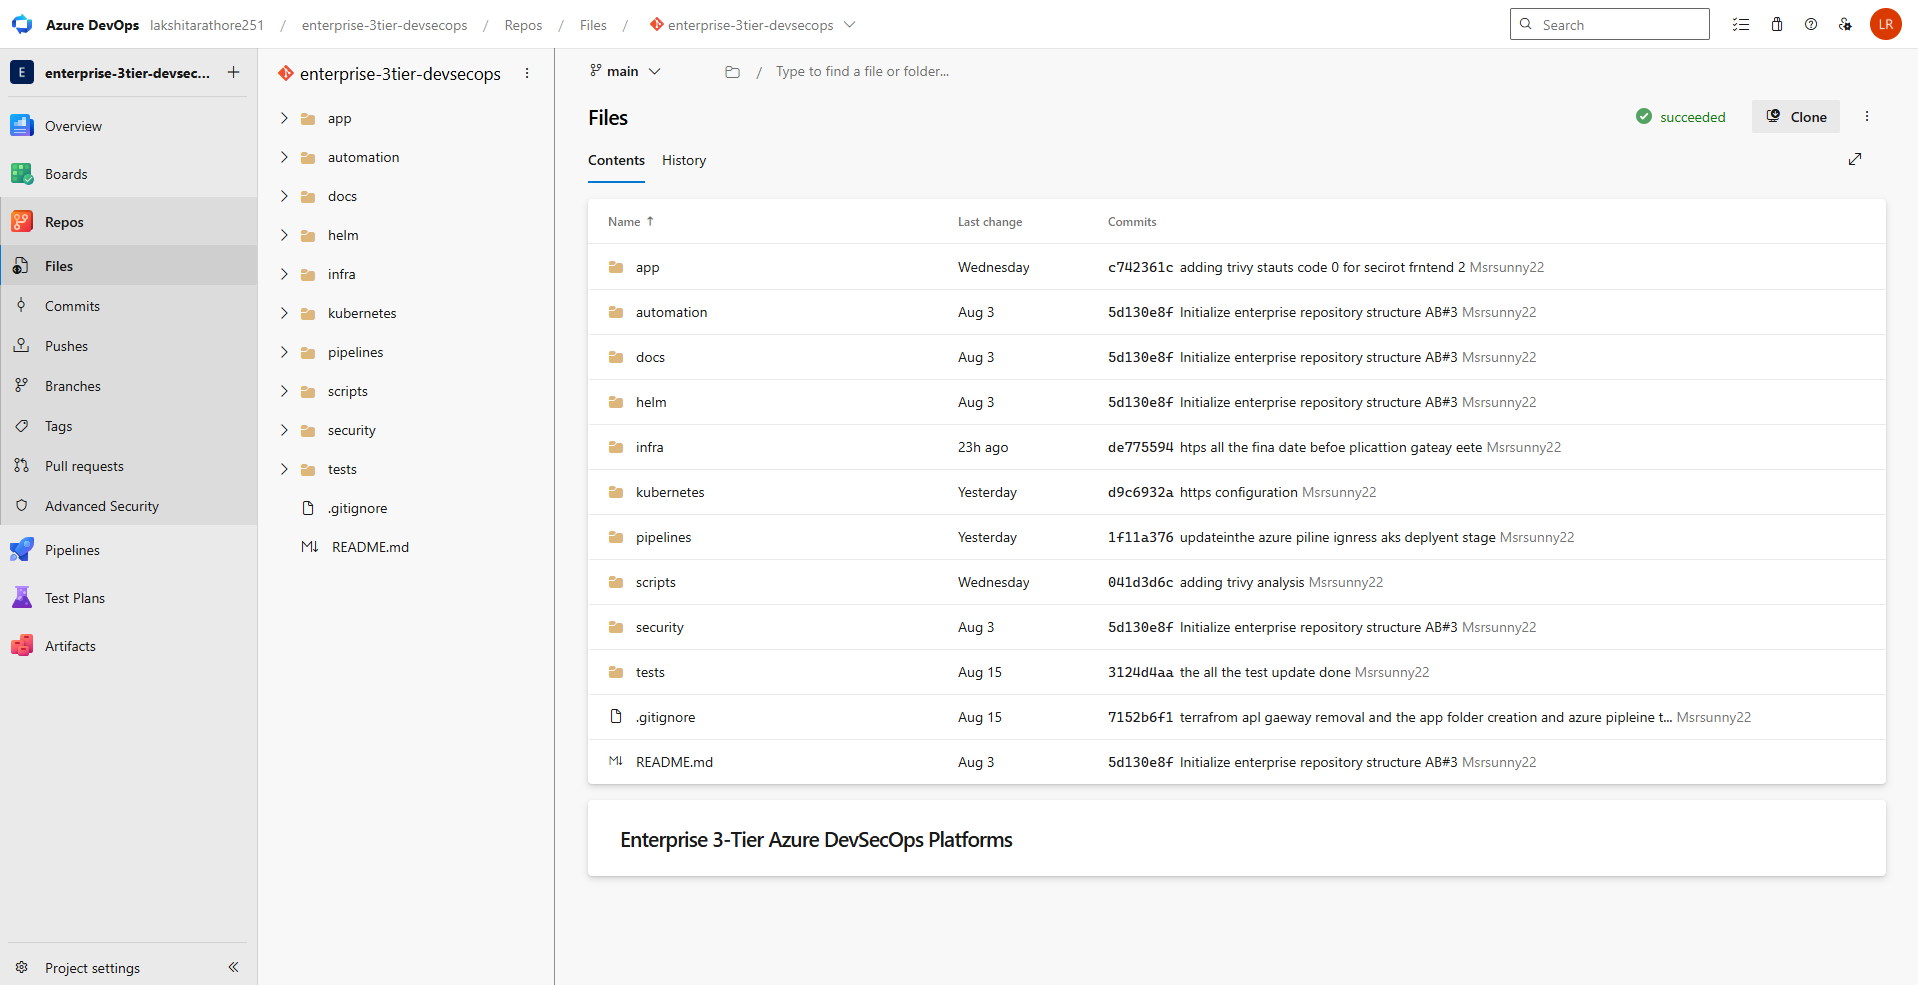 Azure DevOps lakshitarathore251 / enterprise-3tier-devsecops / Repos / Files / enterprise-3tier-devsecops
Search
LR
E enterprise-3tier-devsec...
Overview
Boards
Repos
Files
Commits
Pushes
Branches
Tags
Pull requests
Advanced Security
Pipelines
Test Plans
Artifacts
Project settings
enterprise-3tier-devsecops
app
automation
docs
helm
infra
kubernetes
pipelines
scripts
security
tests
.gitignore
README.md
main / Type to find a file or folder...
Files
succeeded Clone
Contents History
Name Last change Commits
app Wednesday c742361c adding trivy stauts code 0 for secirot frntend 2 Msrsunny22
automation Aug 3 5d130e8f Initialize enterprise repository structure AB#3 Msrsunny22
docs Aug 3 5d130e8f Initialize enterprise repository structure AB#3 Msrsunny22
helm Aug 3 5d130e8f Initialize enterprise repository structure AB#3 Msrsunny22
infra 23h ago de775594 htps all the fina date befoe plicattion gateay eete Msrsunny22
kubernetes Yesterday d9c6932a https configuration Msrsunny22
pipelines Yesterday 1f11a376 updateinthe azure piline ignress aks deplyent stage Msrsunny22
scripts Wednesday 041d3d6c adding trivy analysis Msrsunny22
security Aug 3 5d130e8f Initialize enterprise repository structure AB#3 Msrsunny22
tests Aug 15 3124d4aa the all the test update done Msrsunny22
.gitignore Aug 15 7152b6f1 terrafrom apl gaeway removal and the app folder creation and azure pipleine t... Msrsunny22
README.md Aug 3 5d130e8f Initialize enterprise repository structure AB#3 Msrsunny22
Enterprise 3-Tier Azure DevSecOps Platforms